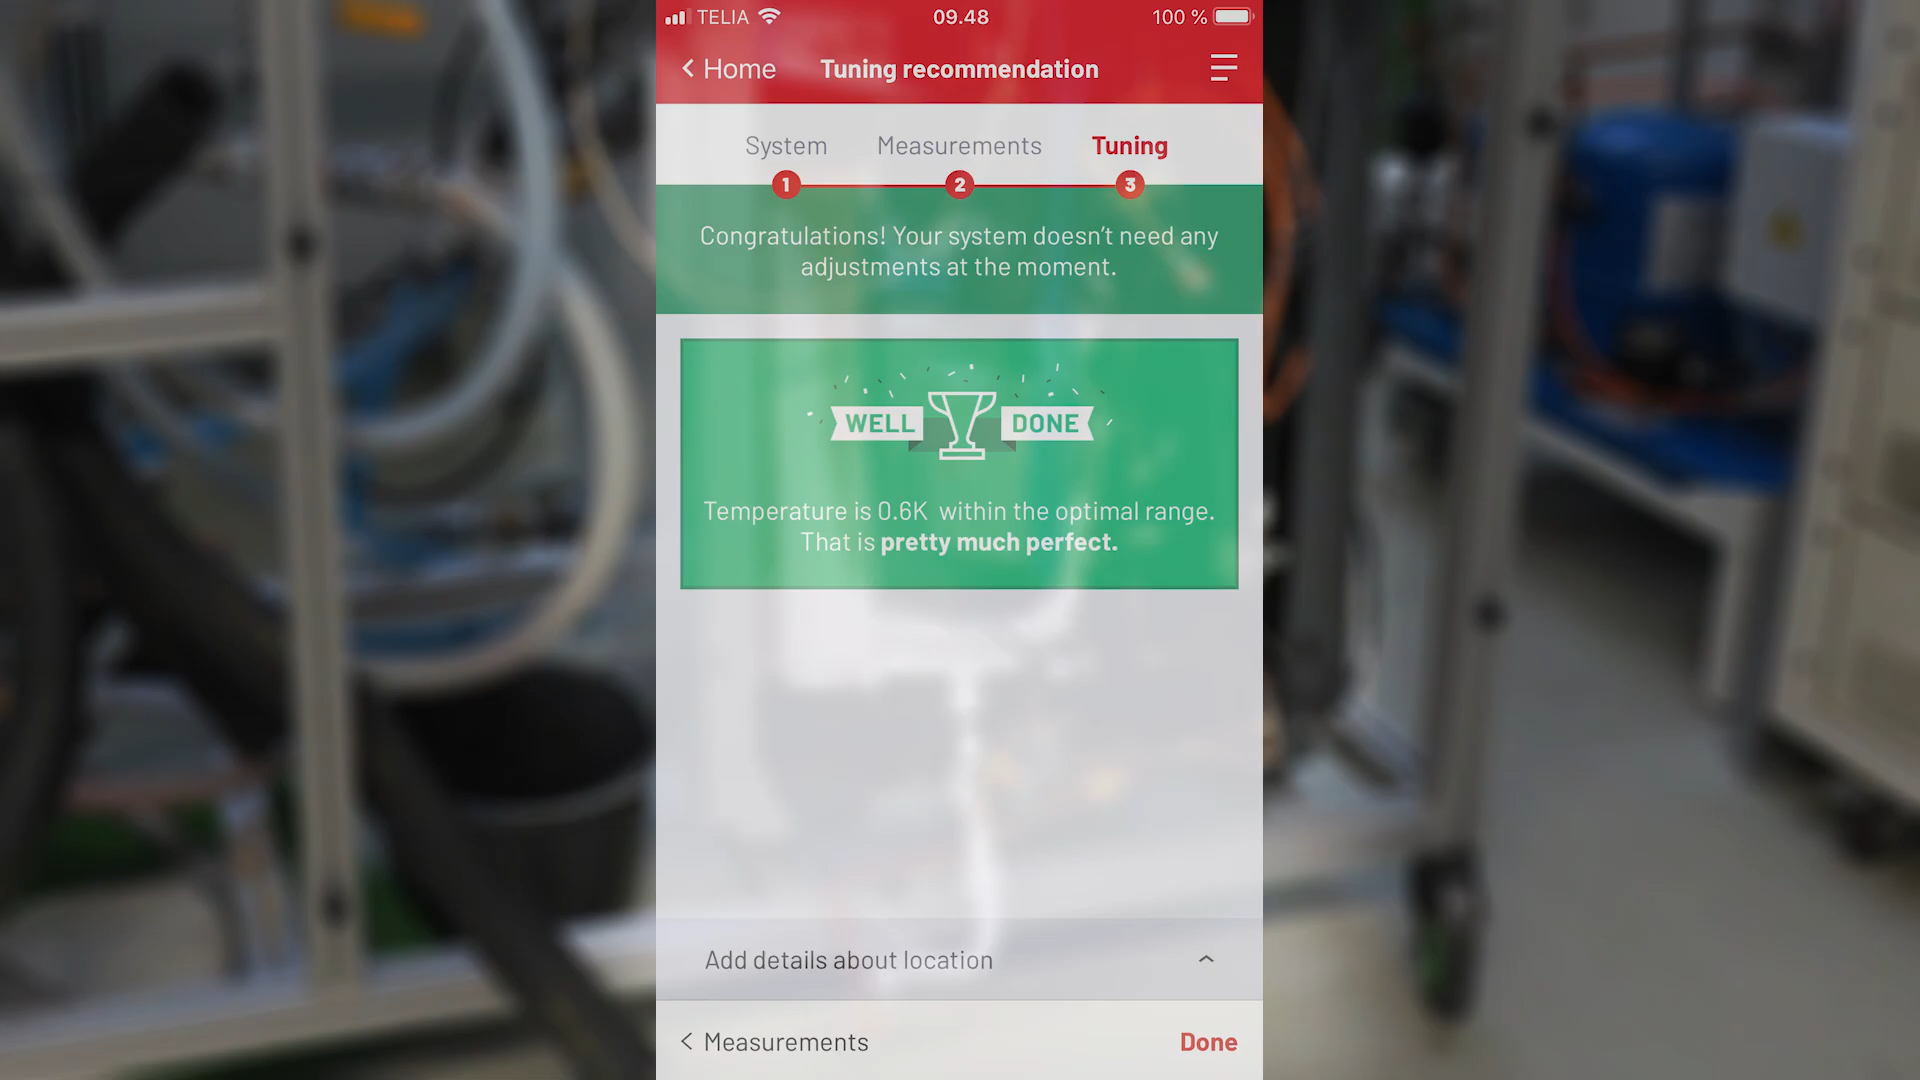 TELIA 09.48 100 %
Home Tuning recommendation
System Measurements Tuning
1 2 3
Congratulations! Your system doesn't need any
adjustments at the moment.
WELL DONE
Temperature is 0.6K within the optimal range.
That is pretty much perfect.
Add details about location
Measurements Done